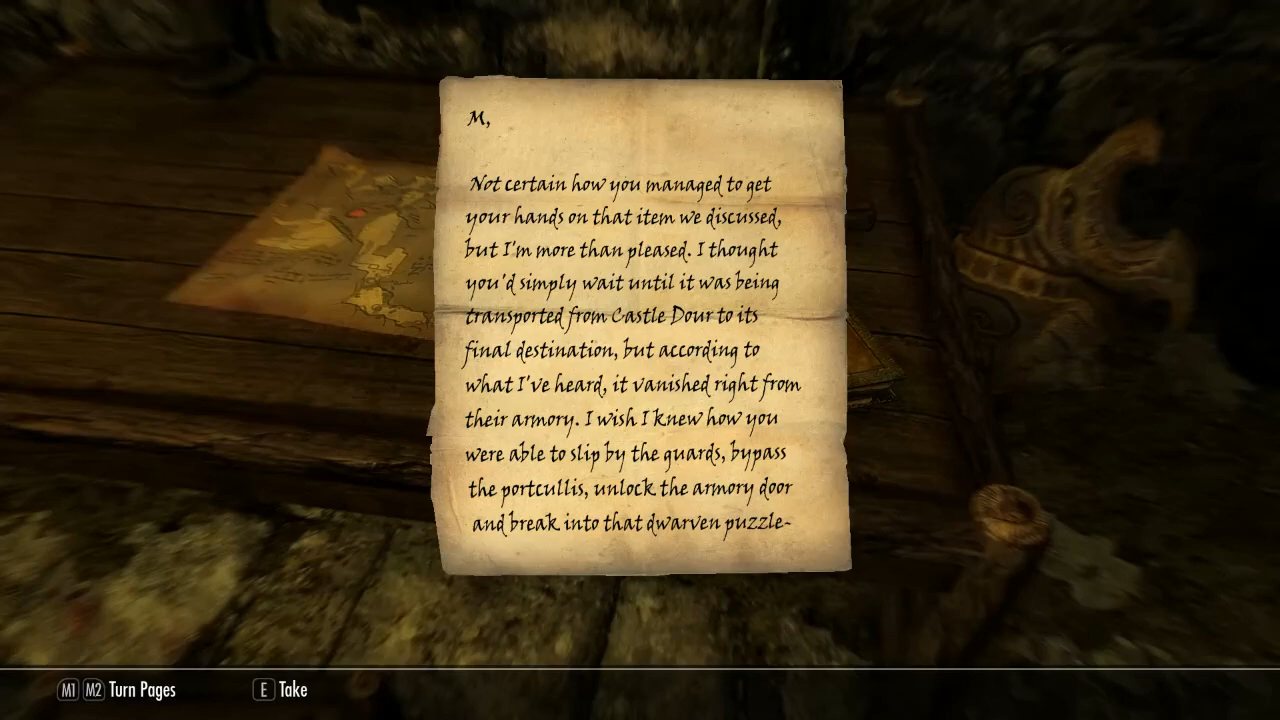 M,
Not certain how you managed to get
your hands on that item we discussed,
but I'm more than pleased. I thought
you'd simply wait until it was being
transported from Castle Dour to its
final destination, but according to
what I've heard, it vanished right from
their armory. I wish I knew how you
were able to slip by the guards, bypass
the portcullis, unlock the armory door
and break into that dwarven puzzle-
M1 M2 Turn Pages E Take